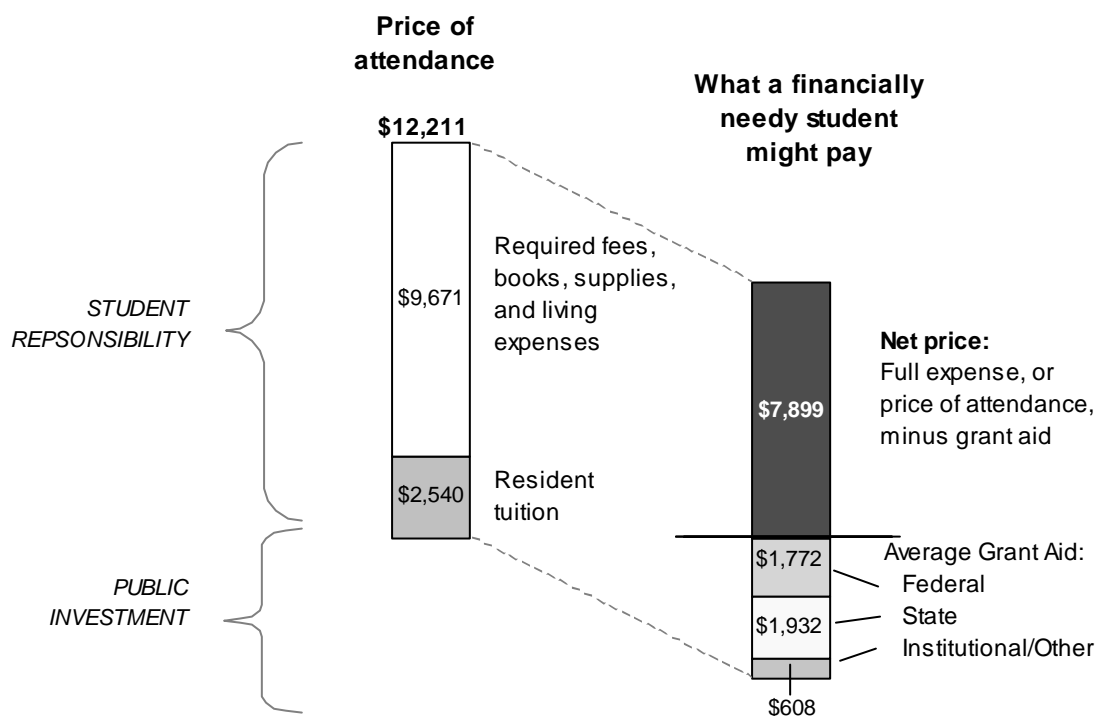 Price of
attendance
$12,211
$9,671
Required fees,
books, supplies,
and living
expenses
$2,540
Resident
tuition
STUDENT
REPSONSIBILITY
PUBLIC
INVESTMENT
What a financially
needy student
might pay
$7,899
Net price:
Full expense, or
price of attendance,
minus grant aid
$1,772
$1,932
$608
Average Grant Aid:
Federal
State
Institutional/Other